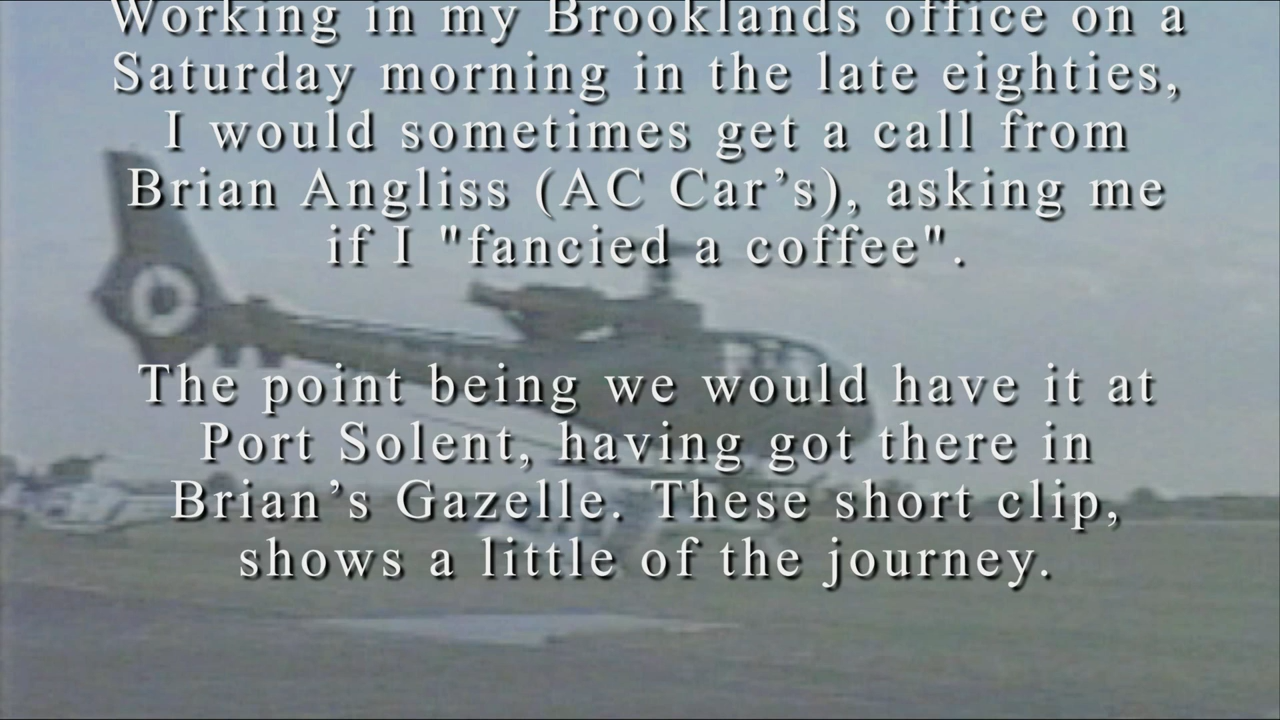 Working in my Brooklands office on a
Saturday morning in the late eighties,
I would sometimes get a call from
Brian Angliss (AC Car’s), asking me
if I "fancied a coffee".
The point being we would have it at
Port Solent, having got there in
Brian’s Gazelle. These short clip,
shows a little of the journey.